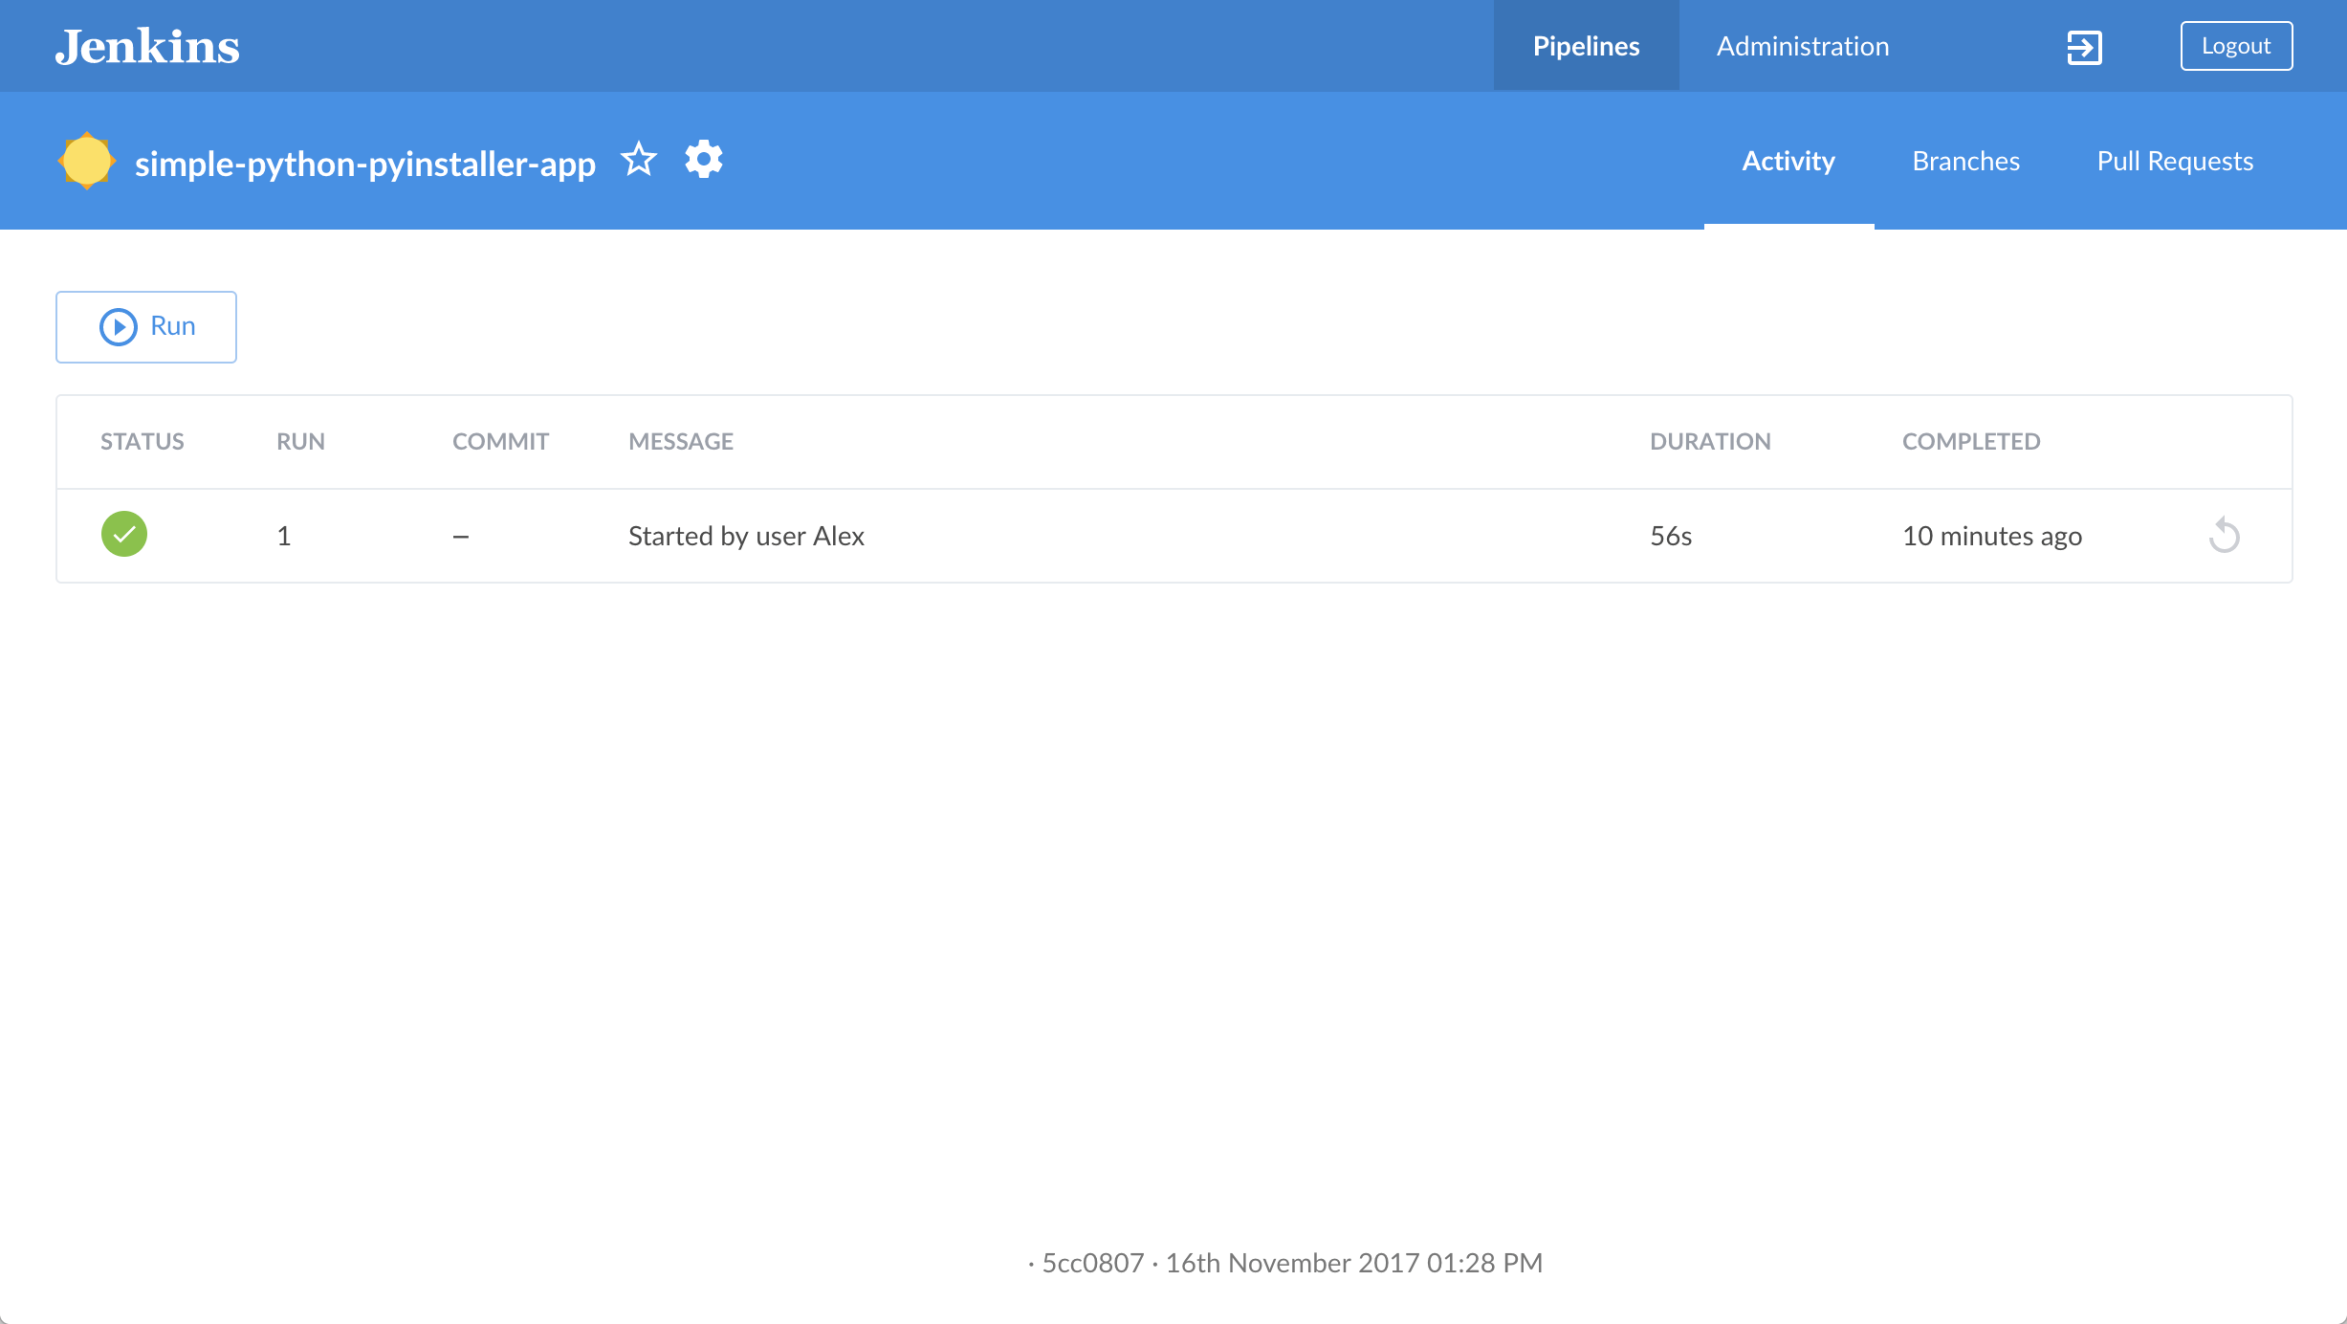 Jenkins
Pipelines
Administration
Logout
simple-python-pyinstaller-app
Activity
Branches
Pull Requests
Run
STATUS RUN COMMIT MESSAGE DURATION COMPLETED
1 – Started by user Alex 56s 10 minutes ago
· 5cc0807 · 16th November 2017 01:28 PM